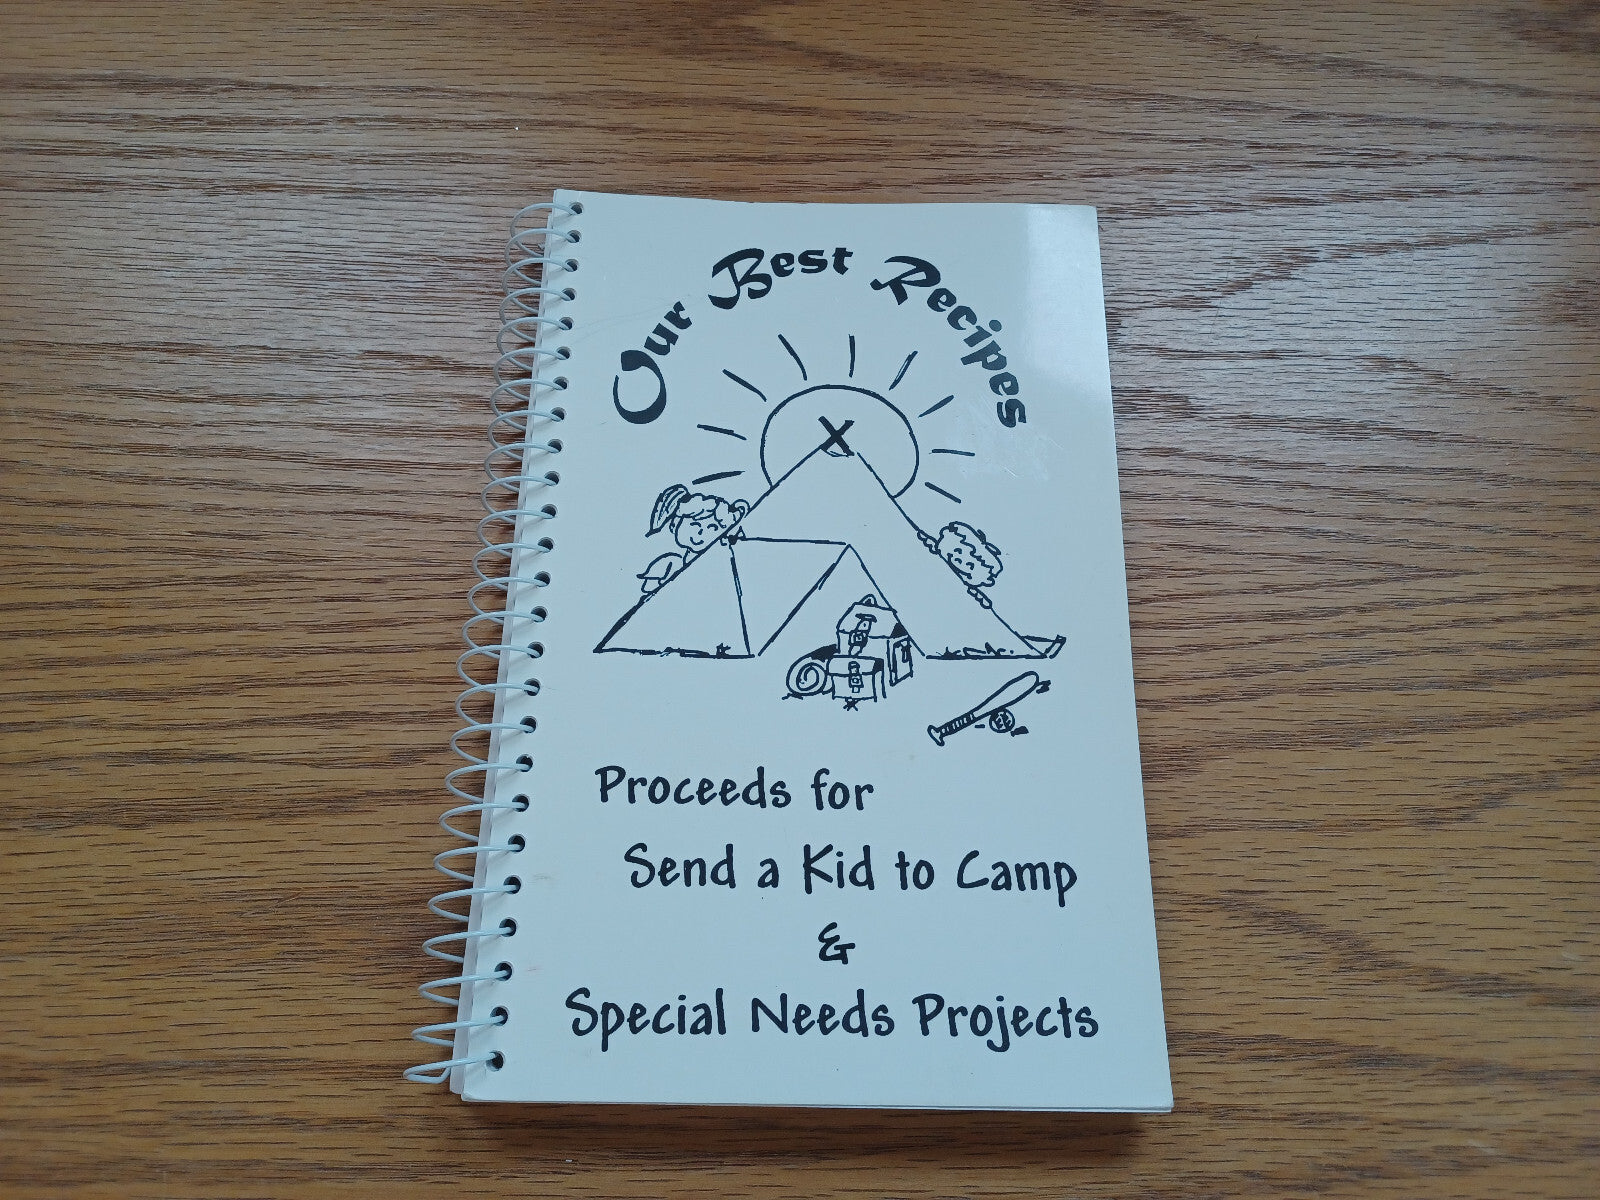 Our Best Recipes
Proceeds for
Send a Kid to Camp
&
Special Needs Projects